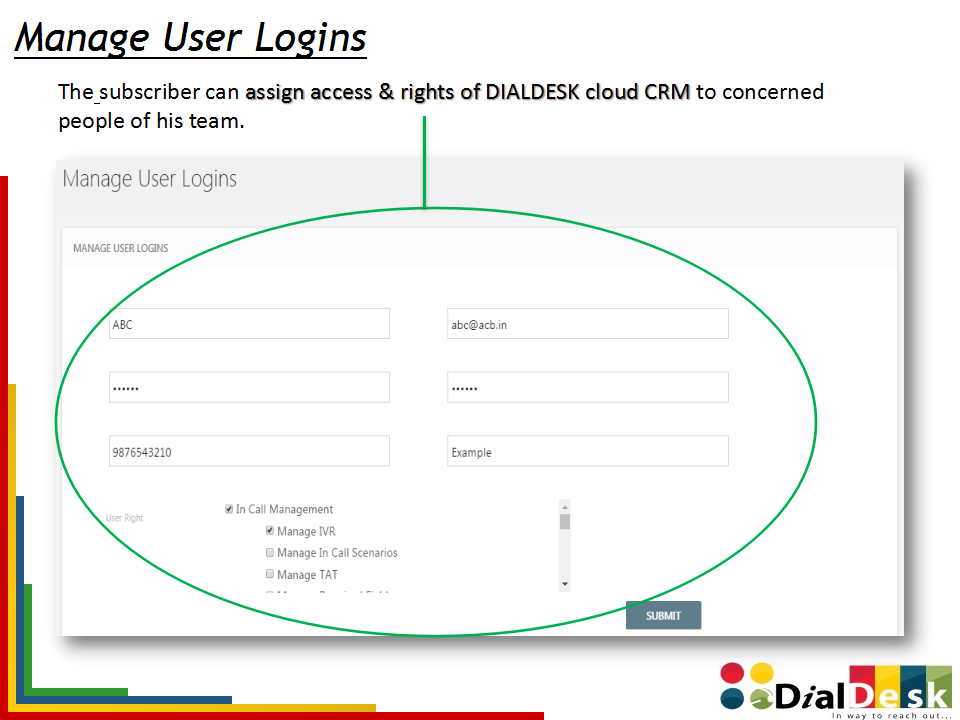 Manage User Logins
The subscriber can assign access & rights of DIALDESK cloud CRM to concerned
people of his team.
Manage User Logins
MANAGE USER LOGINS
ABC
abc@acb.in
••••••
••••••
9876543210
Example
User Right
In Call Management
Manage IVR
Manage In Call Scenarios
Manage TAT
SUBMIT
DialDesk
In way to reach out...